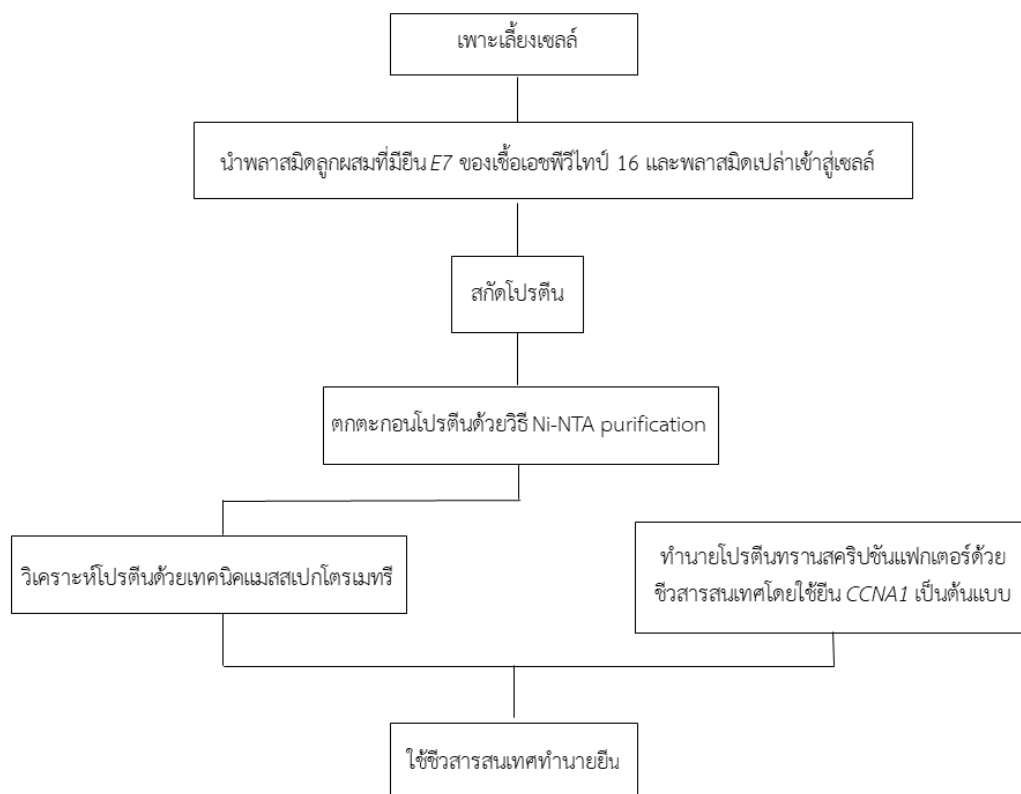 เพาะเลี้ยงเซลล์
นำพลาสมิดลูกผสมที่มียีน E7 ของเชื้อเอชพีวีไทป์ 16 และพลาสมิดเปล่าเข้าสู่เซลล์
สกัดโปรตีน
ตกตะกอนโปรตีนด้วยวิธี Ni-NTA purification
วิเคราะห์โปรตีนด้วยเทคนิคแมสสเปกโตรเมทรี
ทำนายโปรตีนทรานสคริปชันแฟกเตอร์ด้วย
ชีวสารสนเทศโดยใช้ยีน CCNA1 เป็นต้นแบบ
ใช้ชีวสารสนเทศทำนายยีน